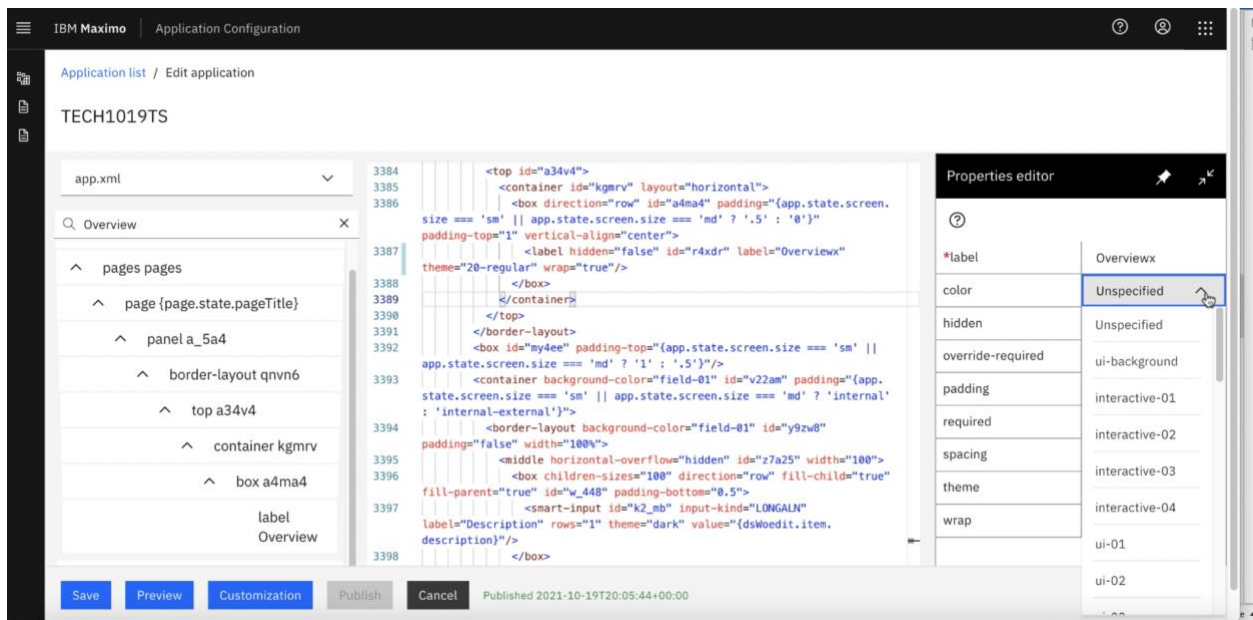 IBM Maximo Application Configuration
Application list / Edit application
TECH1019TS
app.xml
Overview
pages pages
page {page.state.pageTitle}
panel a_5a4
border-layout qnvn6
top a34v4
container kgmrv
box a4ma4
label
Overview
3384 <top id="a34v4">
3385 <container id="kgmrv" layout="horizontal">
3386 <box direction="row" id="a4ma4" padding="{app.state.screen.
size === 'sm' || app.state.screen.size === 'md' ? '.5' : '0'}"
padding-top="1" vertical-align="center">
3387 <label hidden="false" id="r4xdr" label="Overviewx"
theme="20-regular" wrap="true"/>
3388 </box>
3389 </container>
3390 </top>
3391 </border-layout>
3392 <box id="my4ee" padding-top="{app.state.screen.size === 'sm' ||
app.state.screen.size === 'md' ? '1' : '.5'}"/>
3393 <container background-color="field-01" id="v22am" padding="{app.
state.screen.size === 'sm' || app.state.screen.size === 'md' ? 'internal'
: 'internal-external'}">
3394 <border-layout background-color="field-01" id="y9zw8"
padding="false" width="100%">
3395 <middle horizontal-overflow="hidden" id="z7a25" width="100">
3396 <box children-sizes="100" direction="row" fill-child="true"
fill-parent="true" id="w_448" padding-bottom="0.5">
3397 <smart-input id="k2_mb" input-kind="LONGALN"
label="Description" rows="1" theme="dark" value="{dsWoedit.item.
description}"/>
3398 </box>
Properties editor
*label Overviewx
color Unspecified
hidden
override-required
padding
required
spacing
theme
wrap
Unspecified
ui-background
interactive-01
interactive-02
interactive-03
interactive-04
ui-01
ui-02
Save Preview Customization Publish Cancel Published 2021-10-19T20:05:44+00:00